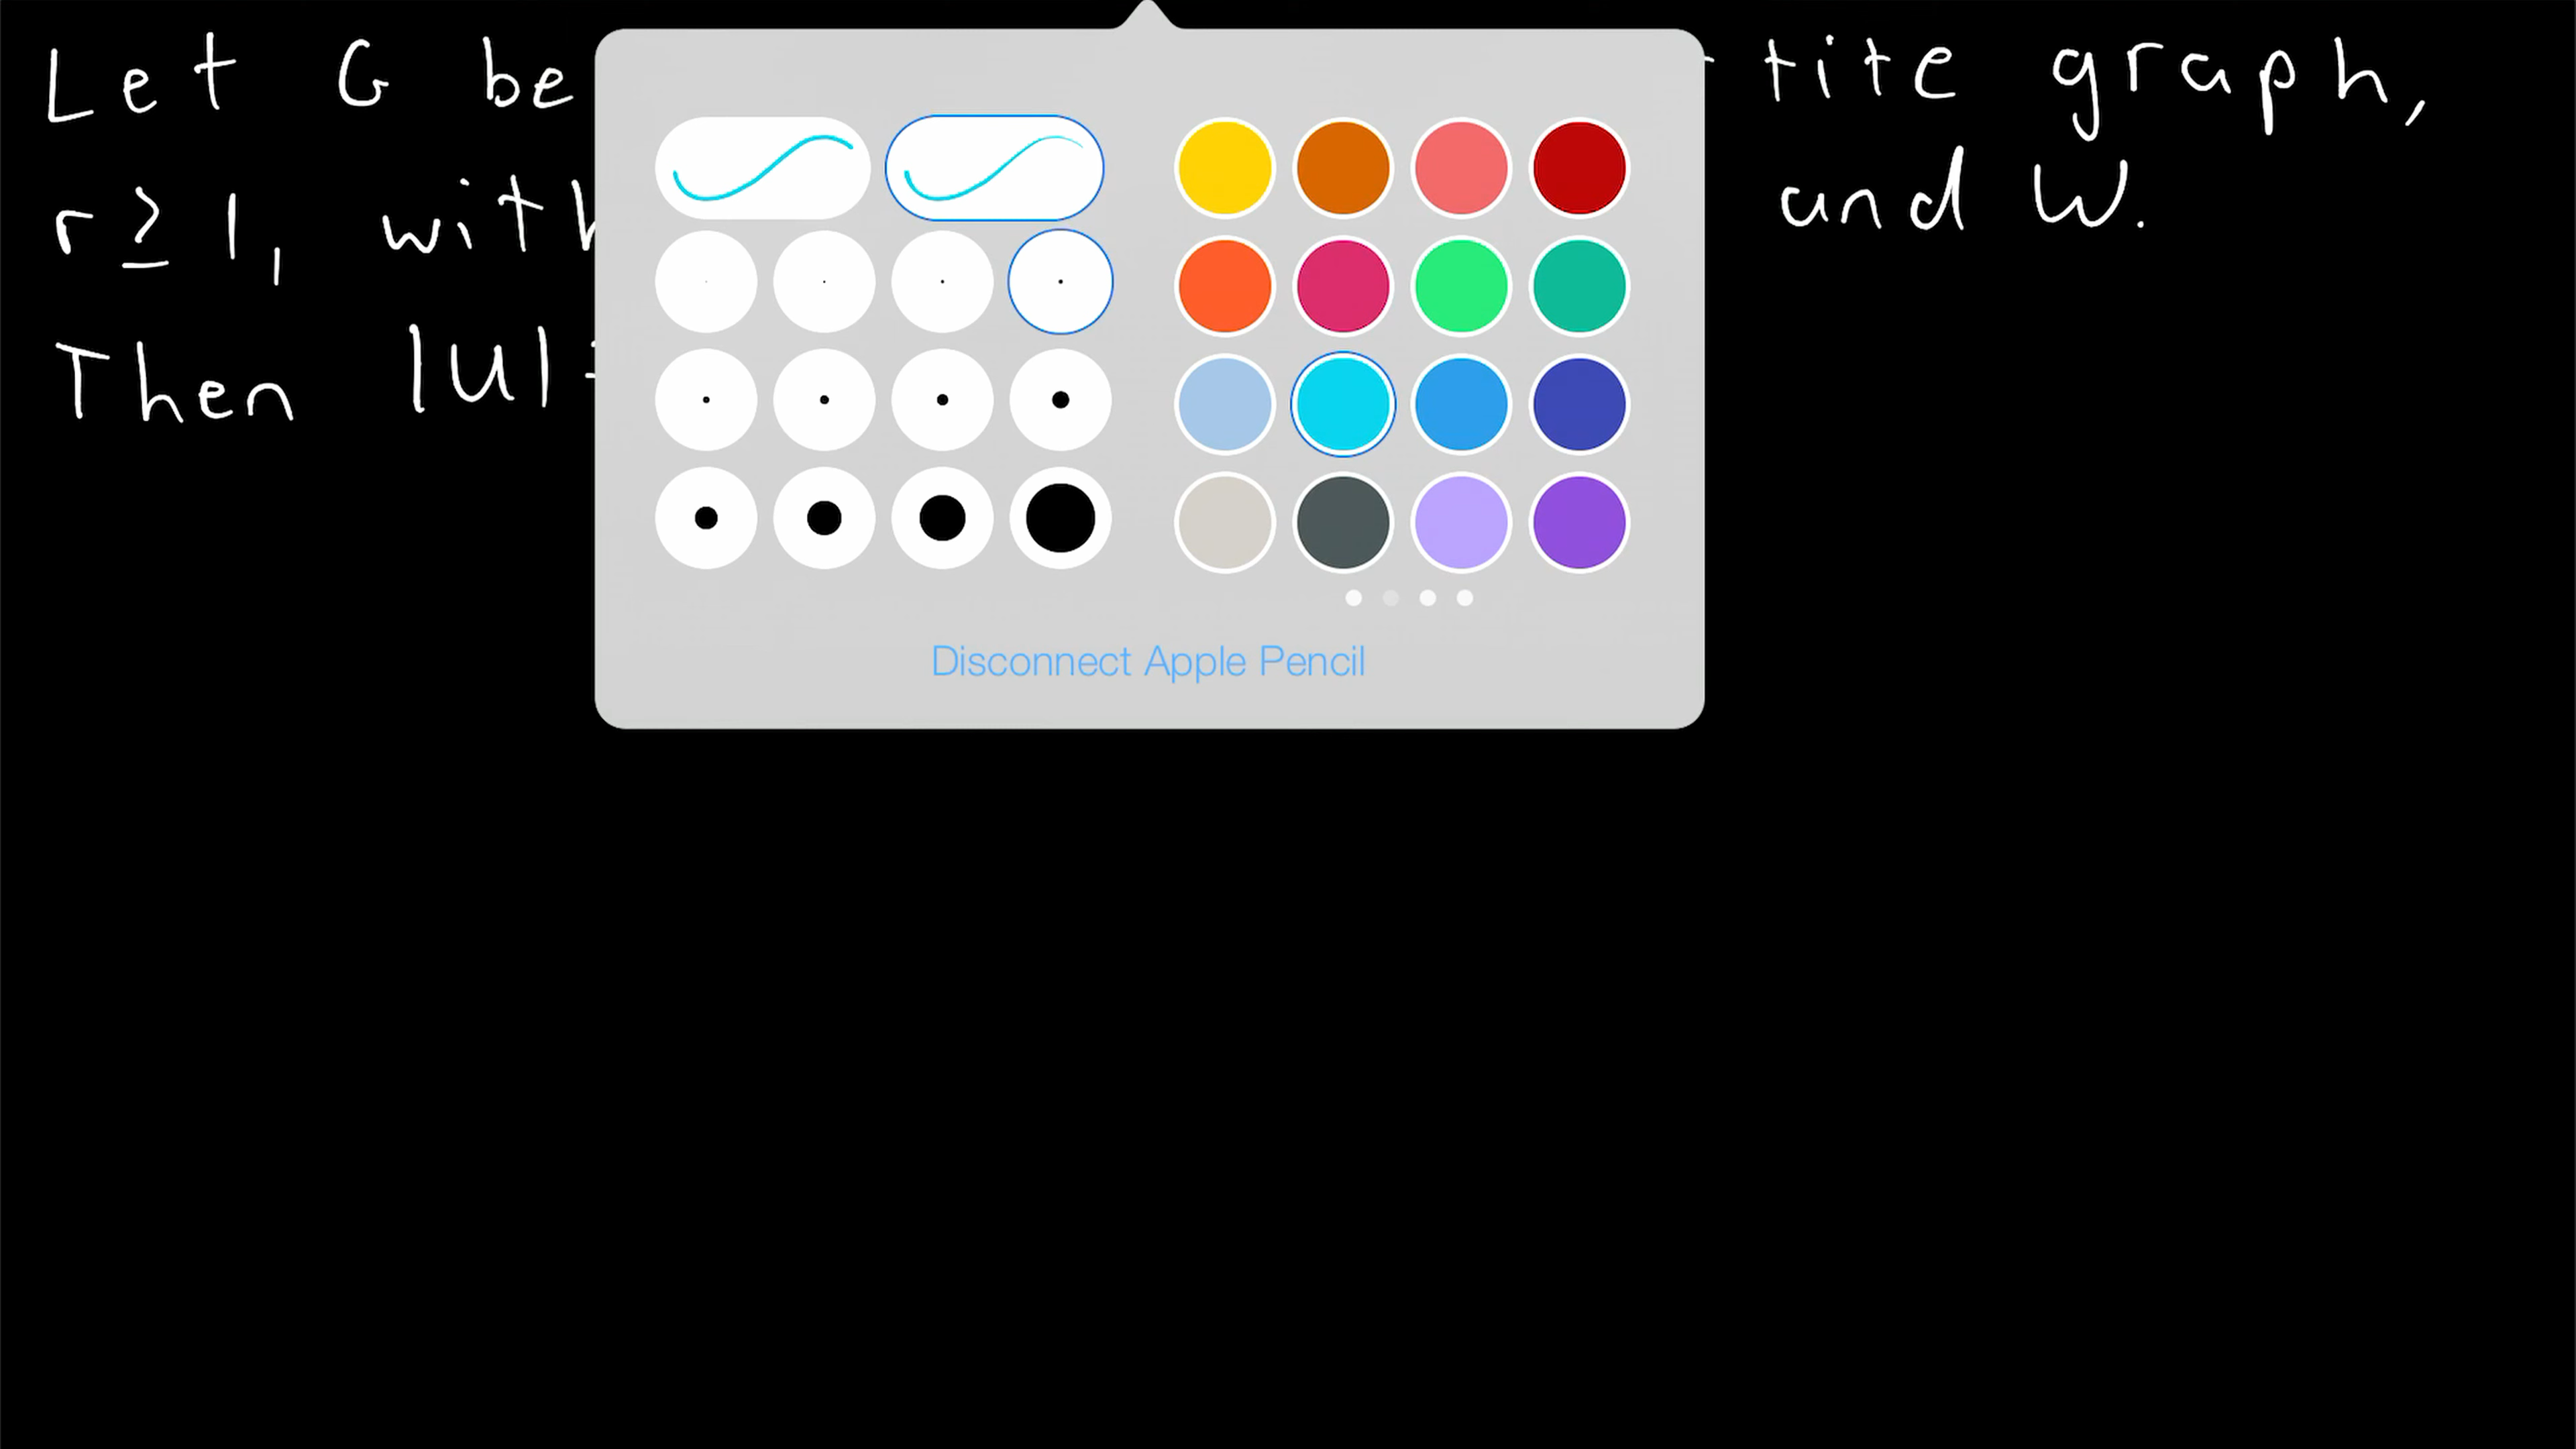 Let G be tite graph,
r ≥ 1, with and W.
Then |U| =
Disconnect Apple Pencil